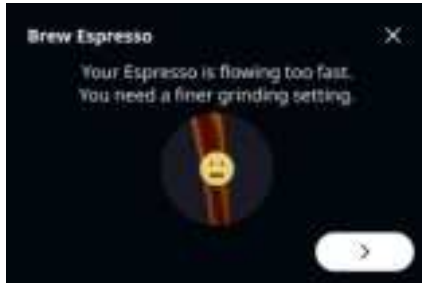 Brew Espresso
Your Espresso is flowing too fast.
You need a finer grinding setting.